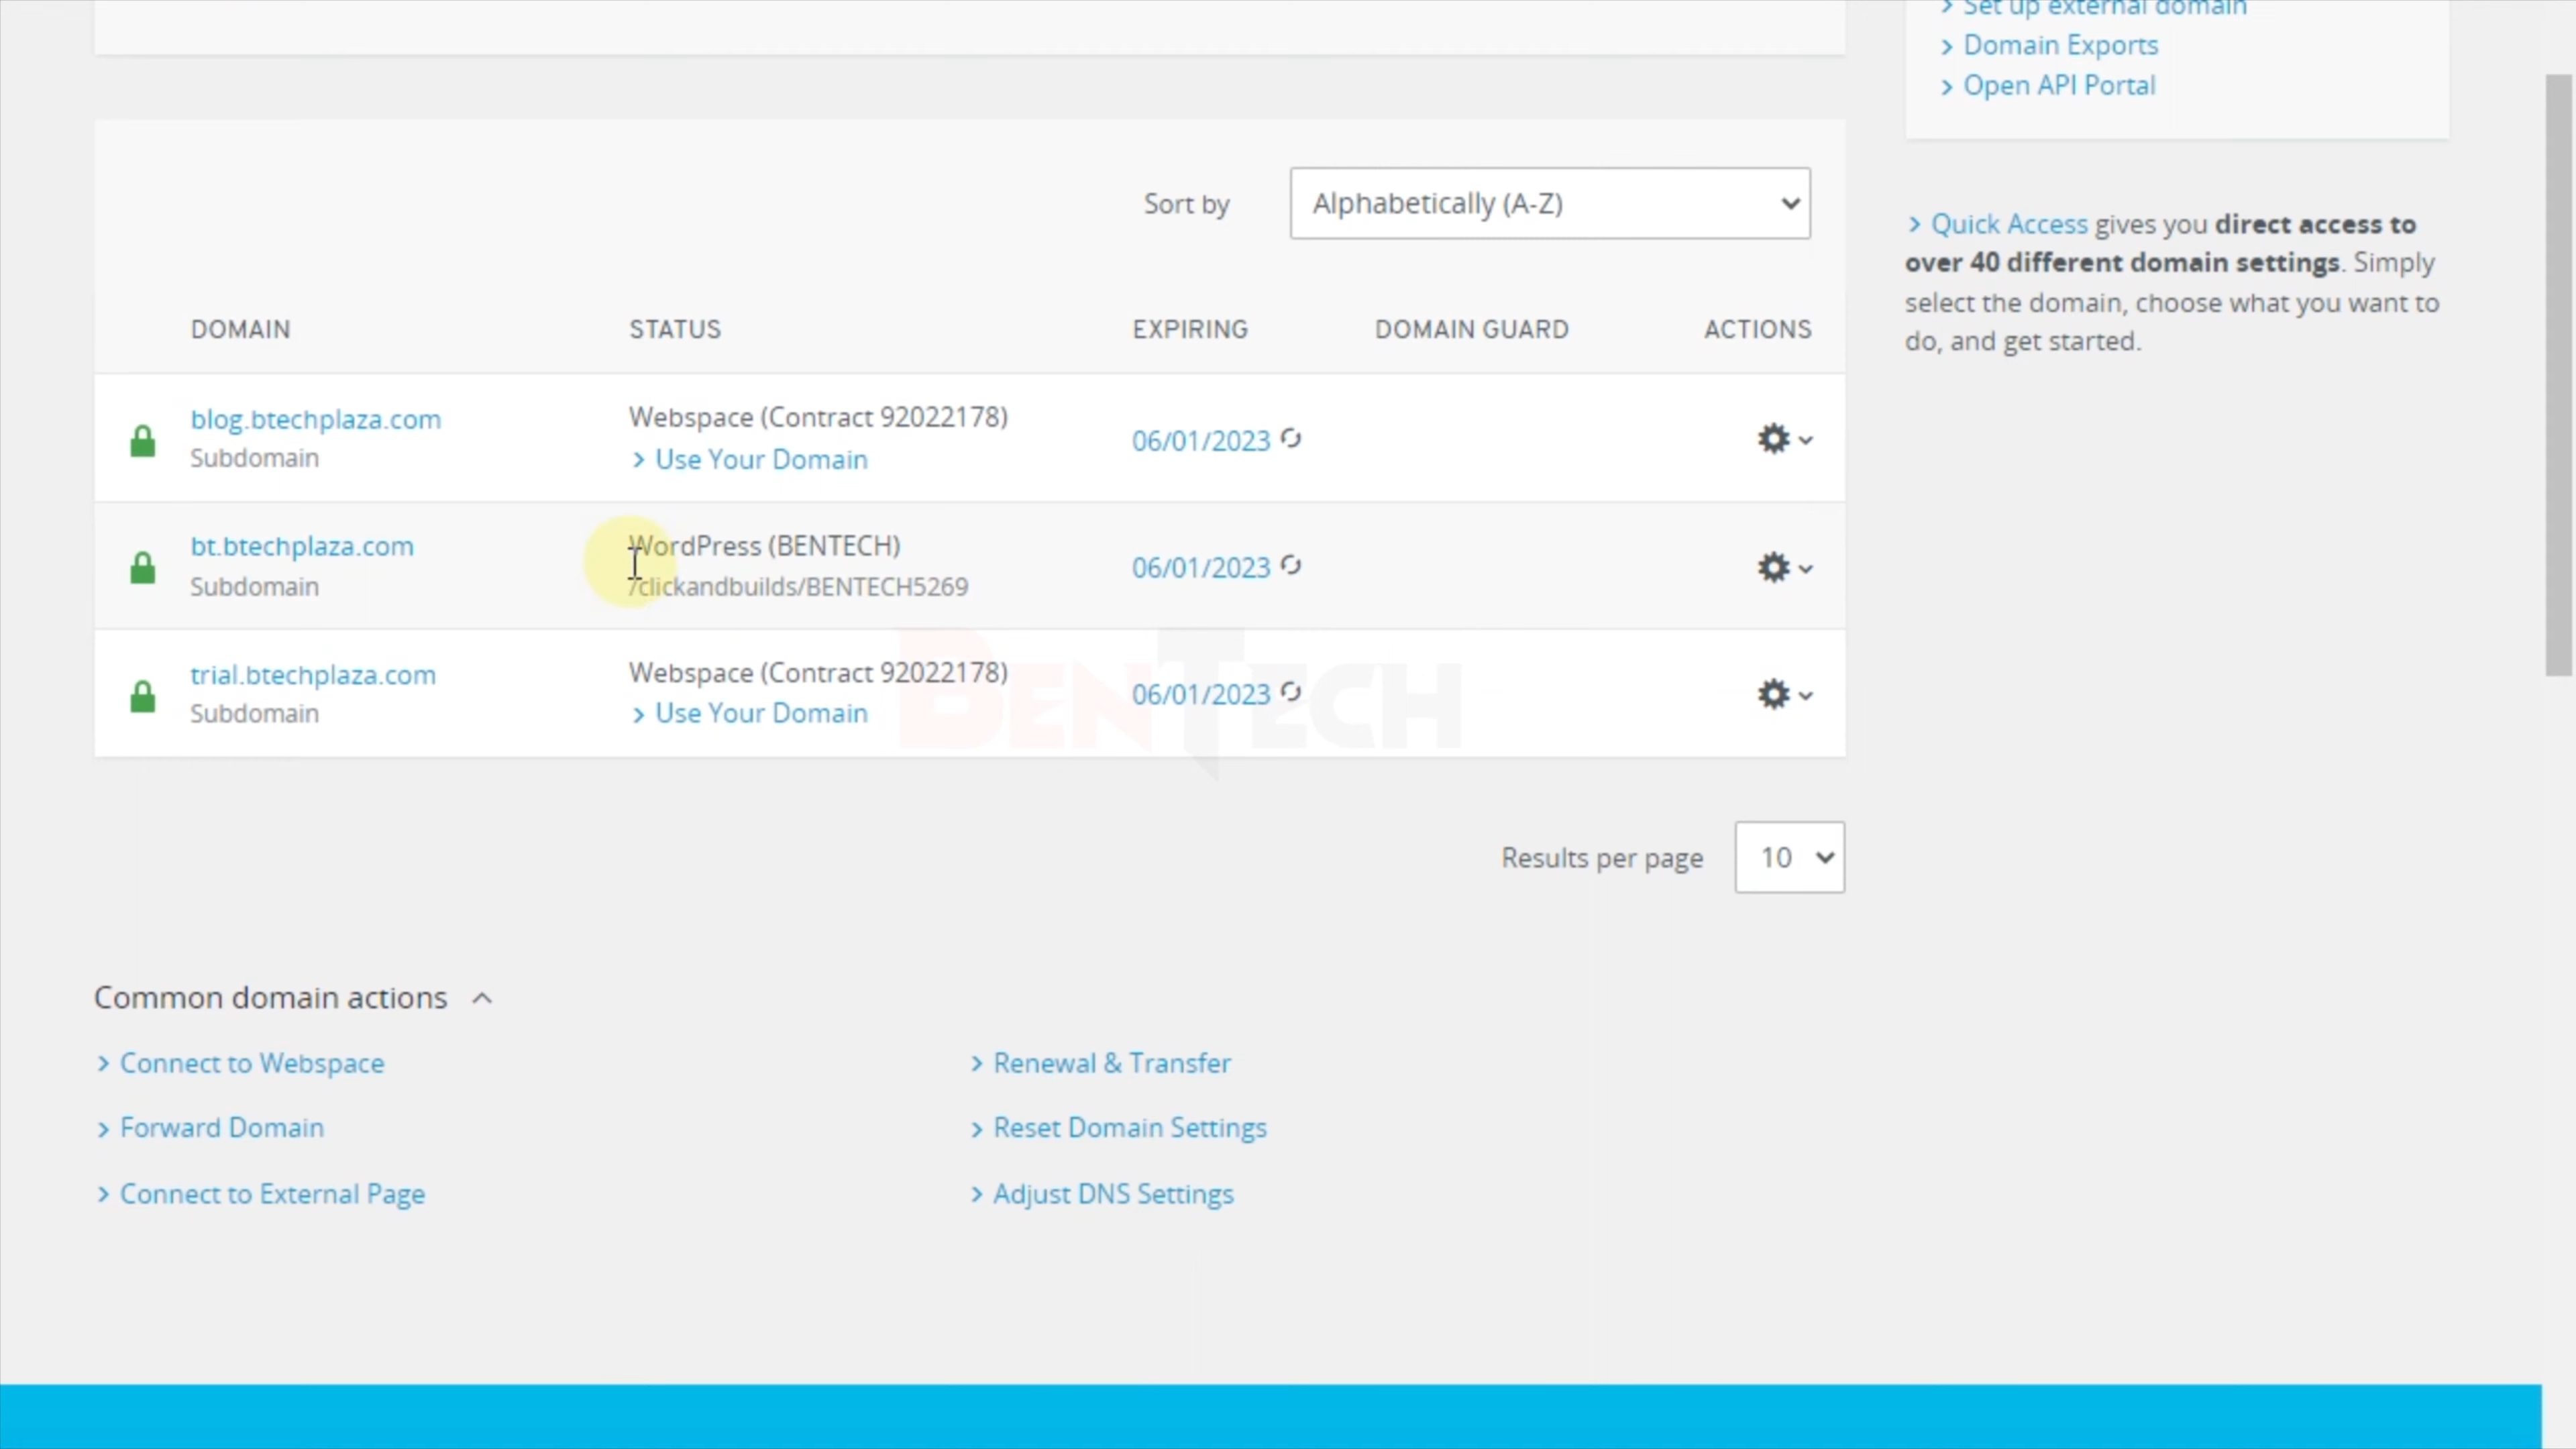 Set up external domain
Domain Exports
Open API Portal
Sort by
Alphabetically (A-Z)
Quick Access gives you direct access to
over 40 different domain settings. Simply
select the domain, choose what you want to
do, and get started.
DOMAIN STATUS EXPIRING DOMAIN GUARD ACTIONS
blog.btechplaza.com
Subdomain
Webspace (Contract 92022178)
Use Your Domain
06/01/2023
bt.btechplaza.com
Subdomain
WordPress (BENTECH)
/clickandbuilds/BENTECH5269
06/01/2023
trial.btechplaza.com
Subdomain
Webspace (Contract 92022178)
Use Your Domain
06/01/2023
BENTECH
Results per page
10
Common domain actions
Connect to Webspace
Forward Domain
Connect to External Page
Renewal & Transfer
Reset Domain Settings
Adjust DNS Settings